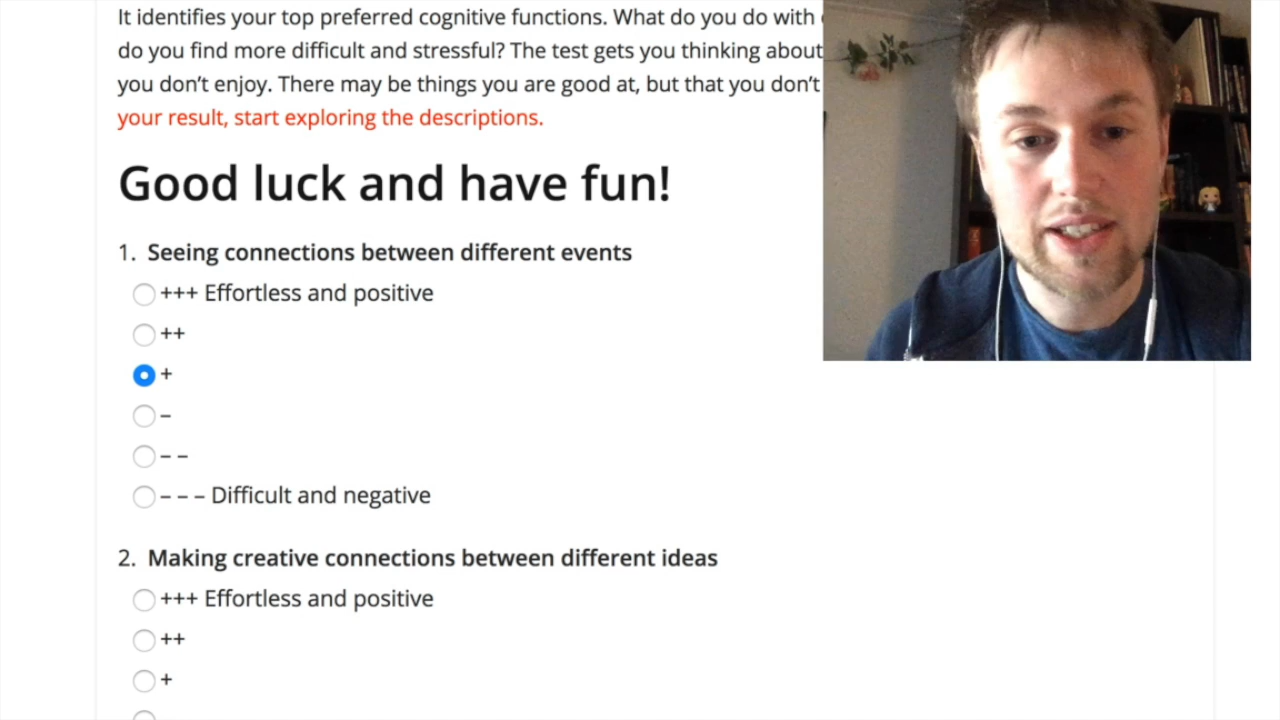 It identifies your top preferred cognitive functions. What do you do with
do you find more difficult and stressful? The test gets you thinking about
you don’t enjoy. There may be things you are good at, but that you don’t
your result, start exploring the descriptions.
Good luck and have fun!
1. Seeing connections between different events
+++ Effortless and positive
++
+
–
– –
– – – Difficult and negative
2. Making creative connections between different ideas
+++ Effortless and positive
++
+